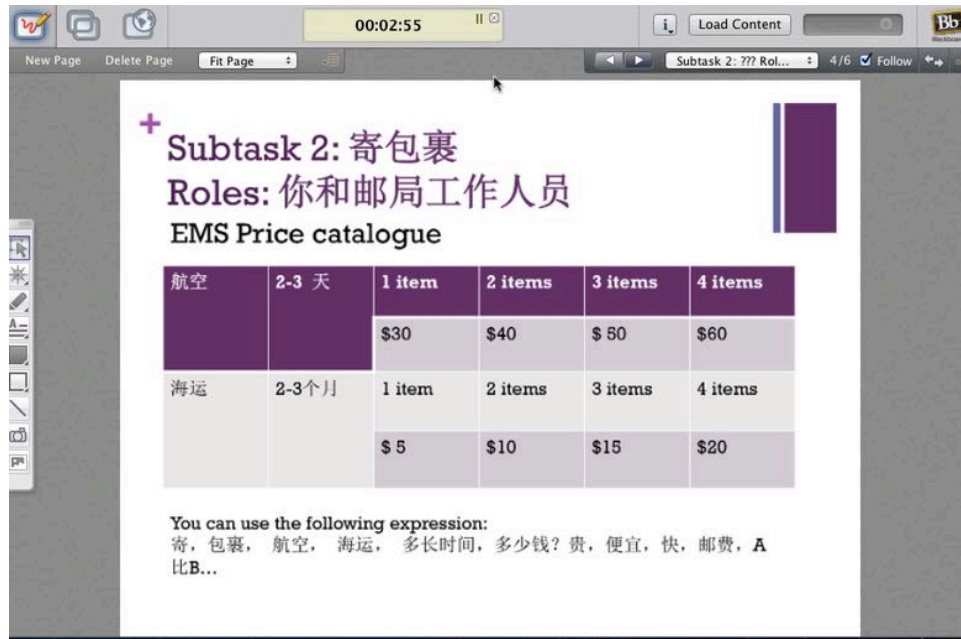 00:02:55
Load Content
Bb
New Page Delete Page Fit Page
Subtask 2: ??? Rol... 4/6 Follow
Subtask 2: 寄包裹
Roles: 你和邮局工作人员
EMS Price catalogue
航空 2-3 天 1 item 2 items 3 items 4 items
$30 $40 $ 50 $60
海运 2-3个月 1 item 2 items 3 items 4 items
$ 5 $10 $15 $20
You can use the following expression:
寄，包裹， 航空， 海运， 多长时间，多少钱？贵，便宜，快，邮费，A
比B...